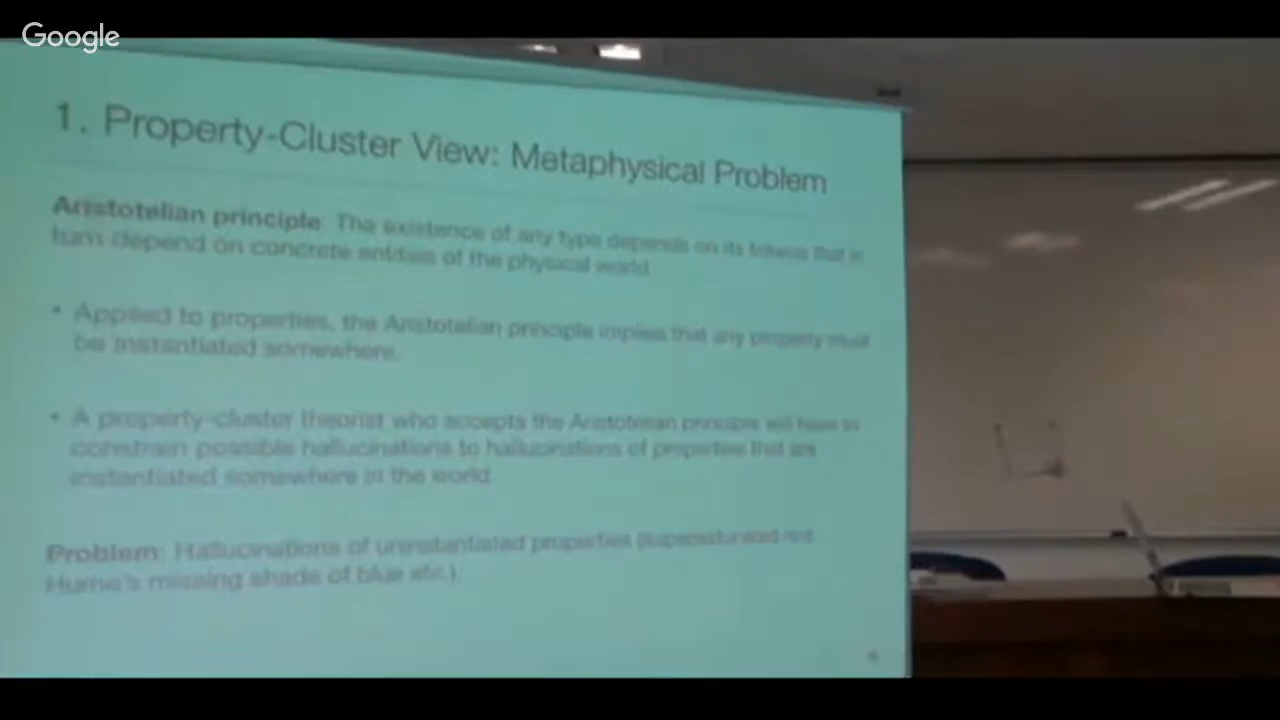 Google
1. Property-Cluster View: Metaphysical Problem
Aristotelian principle: The existence of any type depends on its tokens that in
turn depend on concrete entities of the physical world.
• Applied to properties, the Aristotelian principle implies that any property must
be instantiated somewhere.
• A property-cluster theorist who accepts the Aristotelian principle will have to
constrain possible hallucinations to hallucinations of properties that are
instantiated somewhere in the world.
Problem: Hallucinations of uninstantiated properties (supersaturated red
Hume's missing shade of blue etc.).